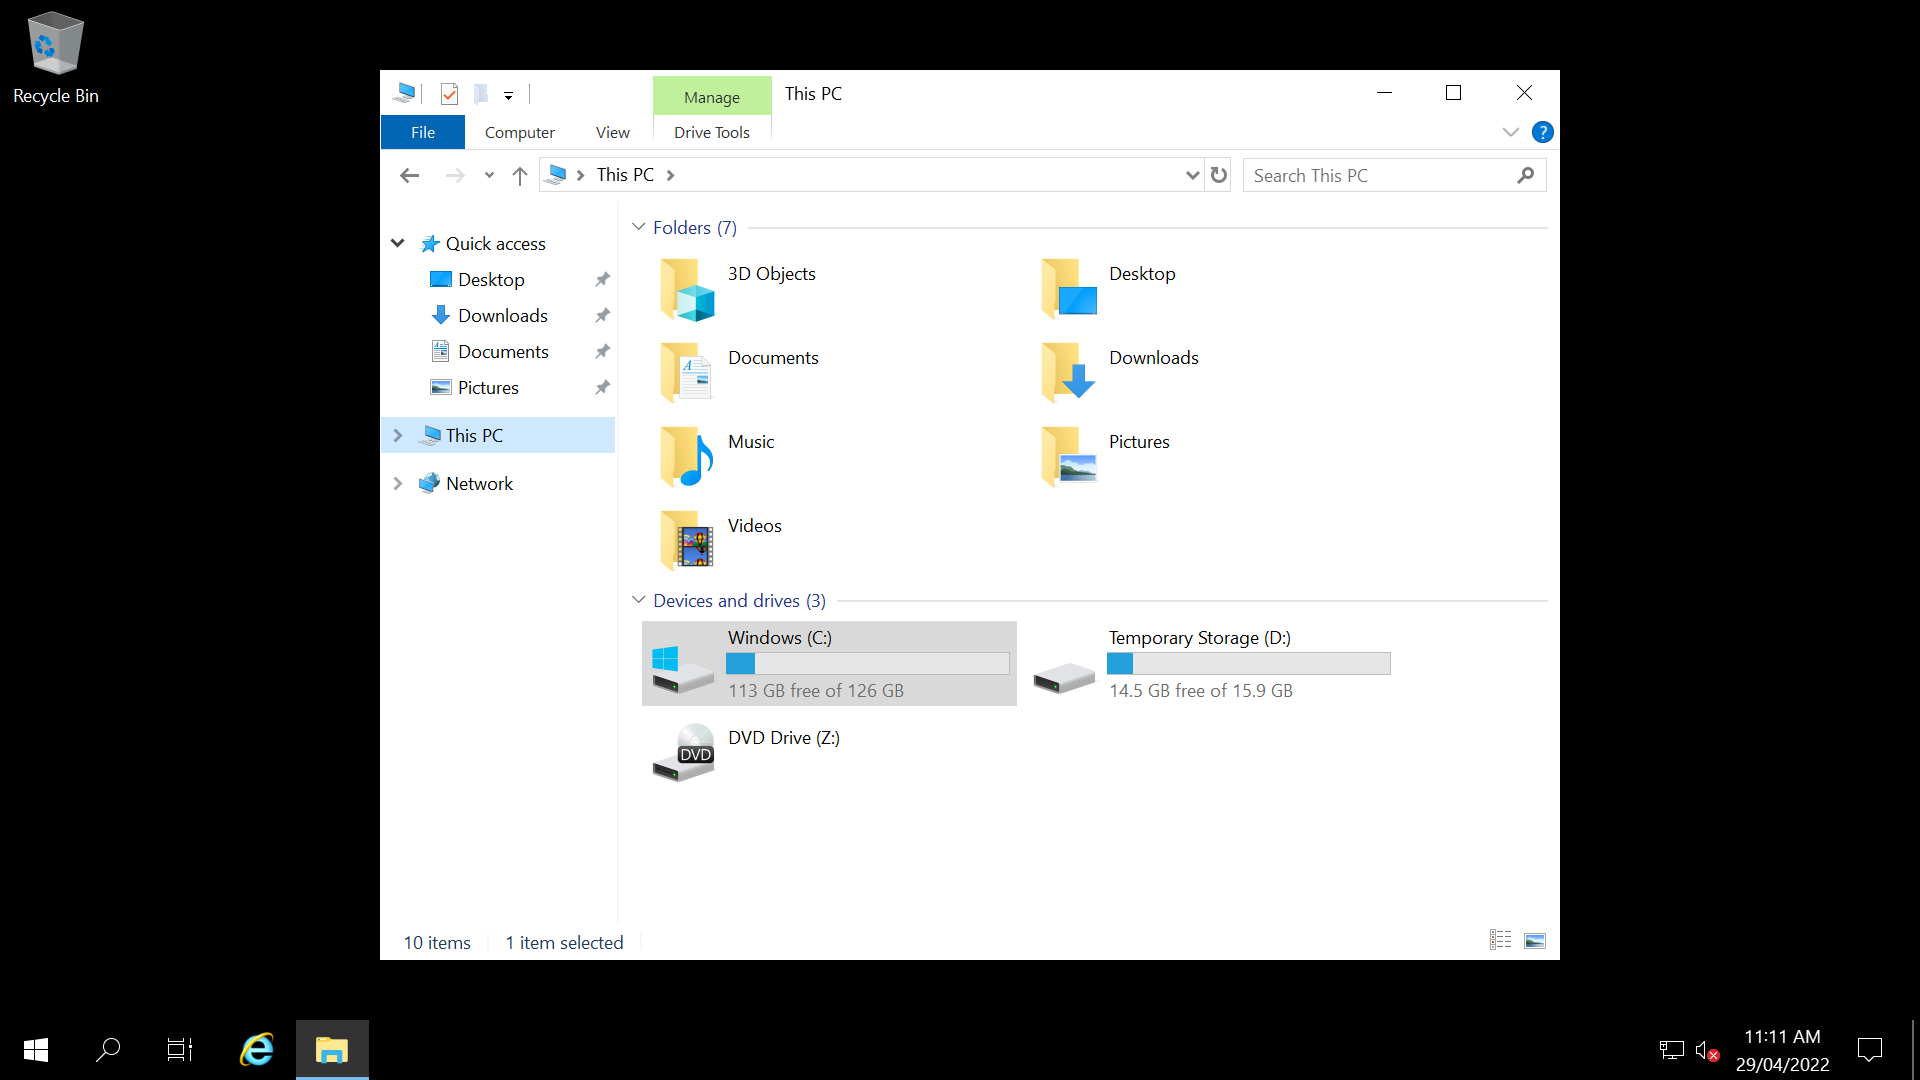 Recycle Bin
Manage
This PC
File
Computer
View
Drive Tools
?
This PC
Search This PC
Quick access
Desktop
Downloads
Documents
Pictures
This PC
Network
Folders (7)
3D Objects
Desktop
Documents
Downloads
Music
Pictures
Videos
Devices and drives (3)
Windows (C:)
113 GB free of 126 GB
Temporary Storage (D:)
14.5 GB free of 15.9 GB
DVD
DVD Drive (Z:)
10 items
1 item selected
11:11 AM
29/04/2022